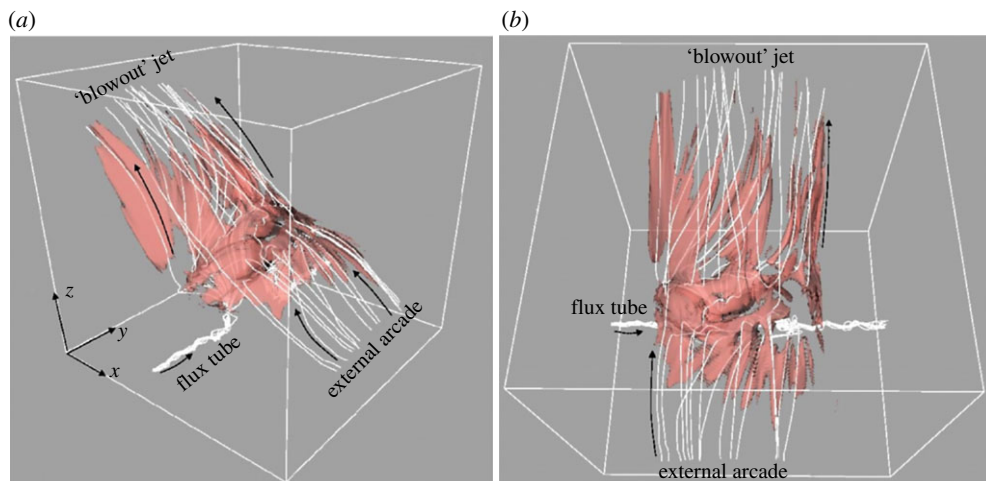 (a)
‘blowout’ jet
z
y
x
flux tube
external arcade
(b)
‘blowout’ jet
flux tube
external arcade